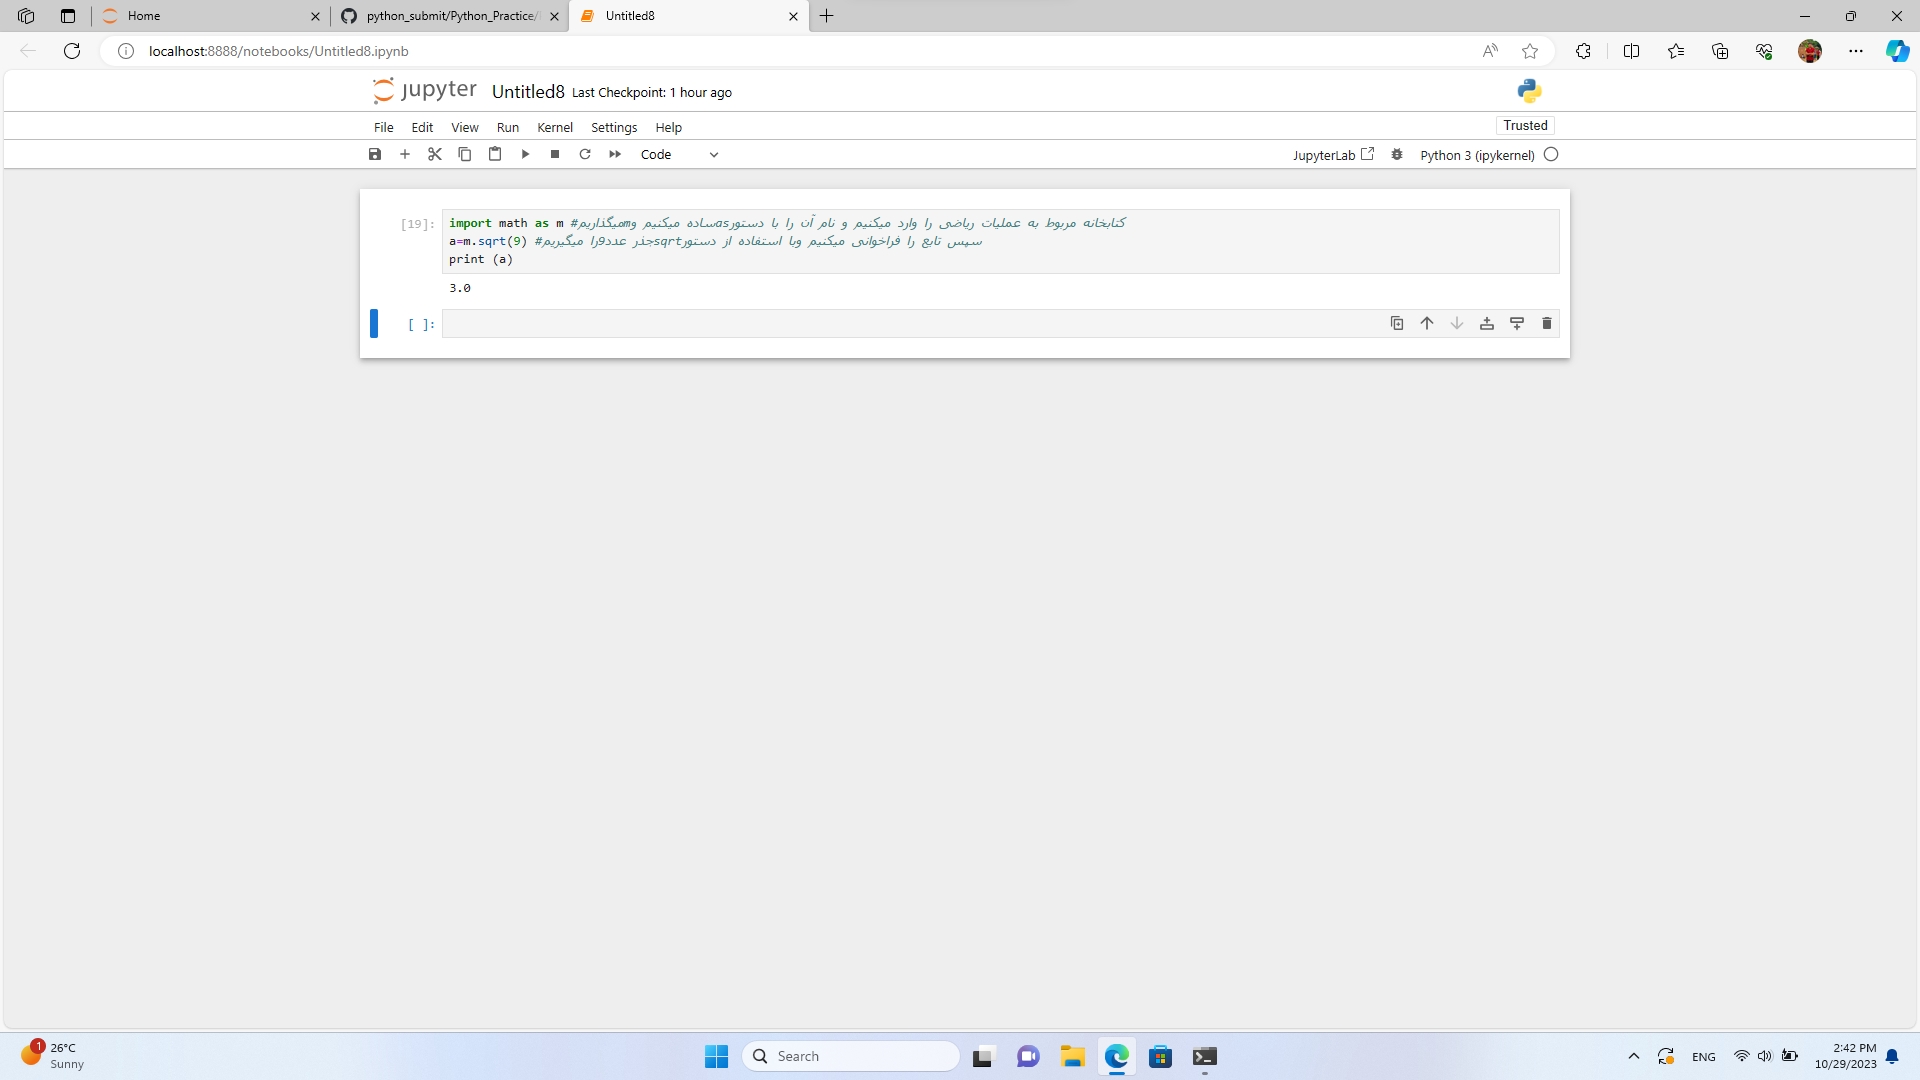 Home
python_submit/Python_Practice/
Untitled8
localhost:8888/notebooks/Untitled8.ipynb
jupyter Untitled8 Last Checkpoint: 1 hour ago
File Edit View Run Kernel Settings Help
Trusted
Code
JupyterLab
Python 3 (ipykernel)
[19]: import math as m #کتابخانه مربوط به عملیات ریاضی را وارد میکنیم و نام آن را با دستورasساده میکنیم وmمیگذاریم
a=m.sqrt(9) #سپس تابع را فراخوانی میکنیم وبا استفاده از دستورsqrtجذر عدد9را میگیریم
print (a)
3.0
[ ]:
1
26°C
Sunny
Search
ENG
2:42 PM
10/29/2023